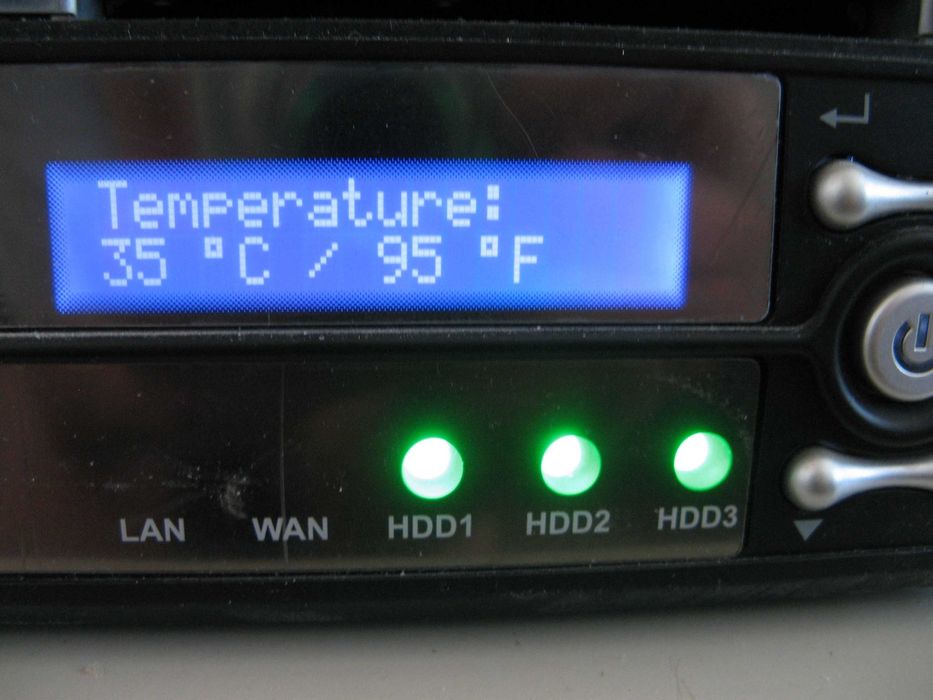 Temperature:
35 °C / 95 °F
LAN WAN HDD1 HDD2 HDD3